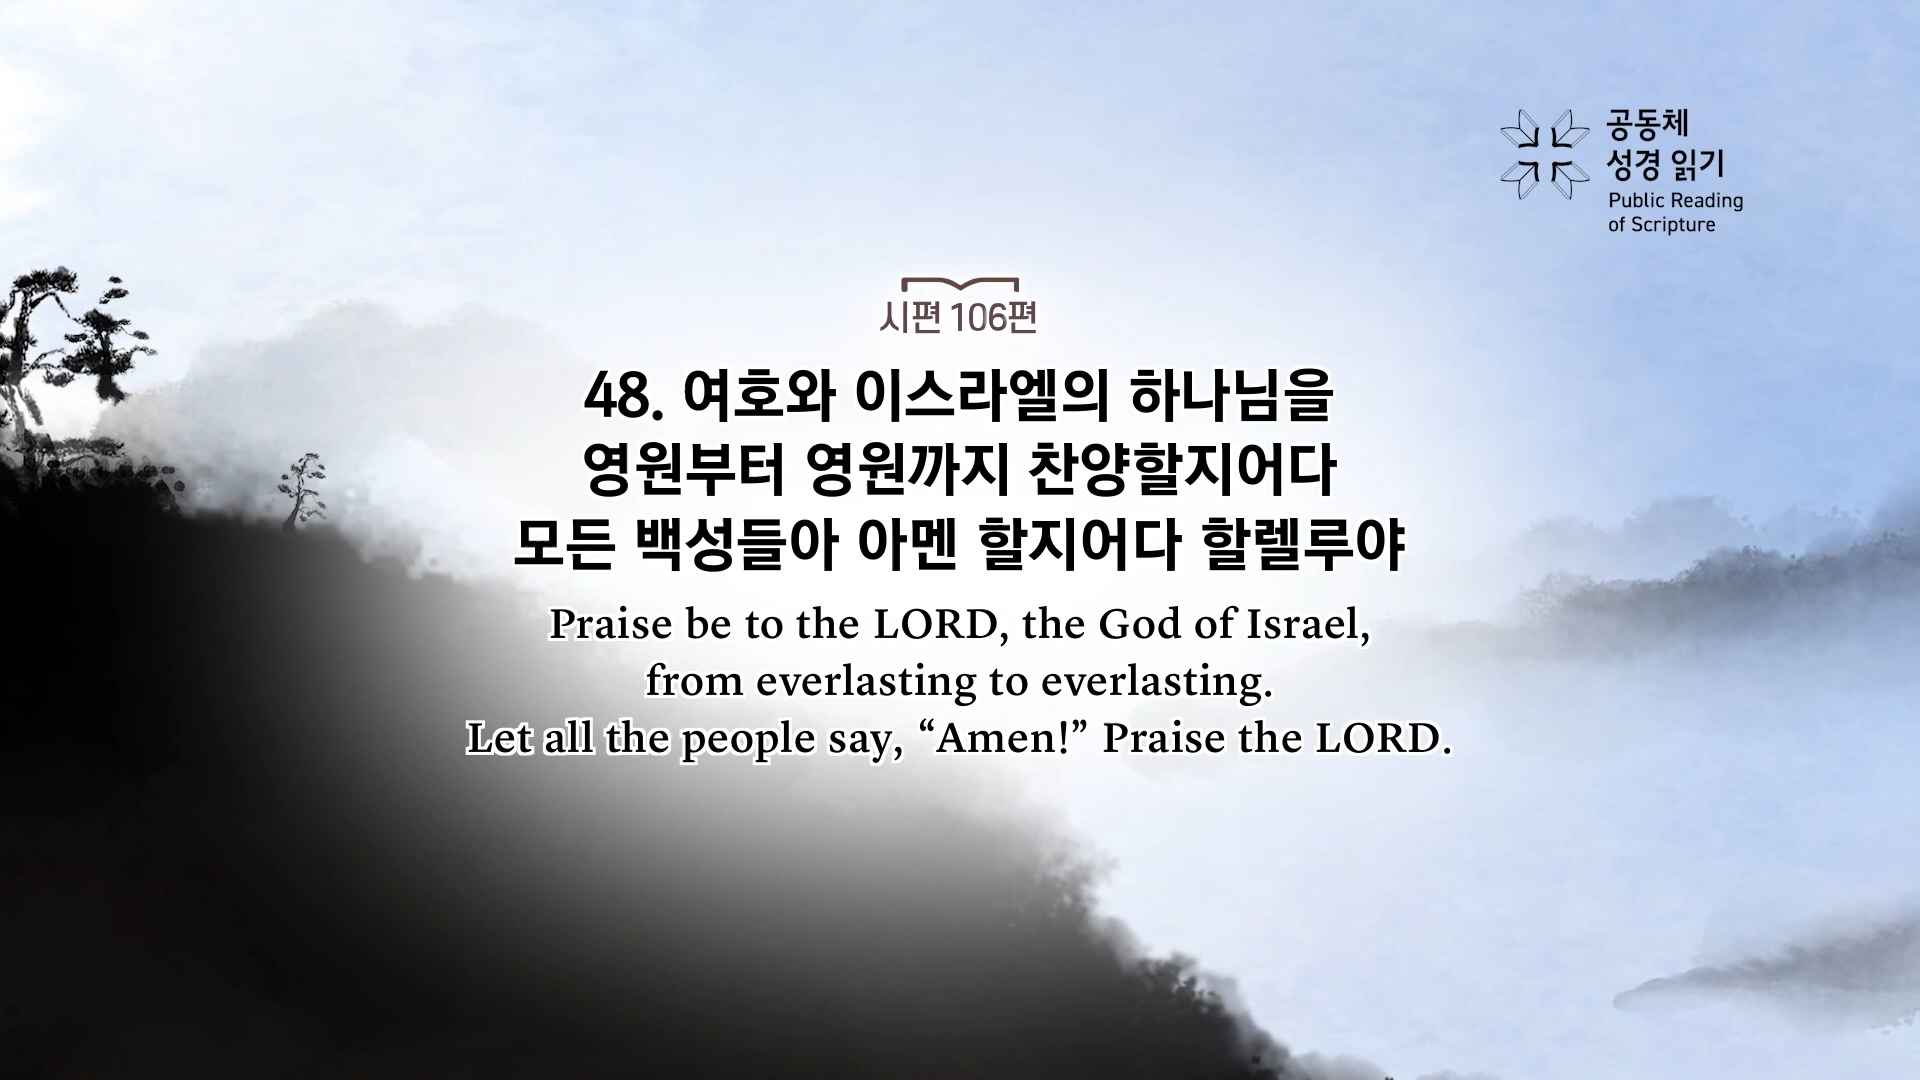 공동체
성경 읽기
Public Reading
of Scripture
시편 106편
48. 여호와 이스라엘의 하나님을
영원부터 영원까지 찬양할지어다
모든 백성들아 아멘 할지어다 할렐루야
Praise be to the LORD, the God of Israel,
from everlasting to everlasting.
Let all the people say, “Amen!” Praise the LORD.